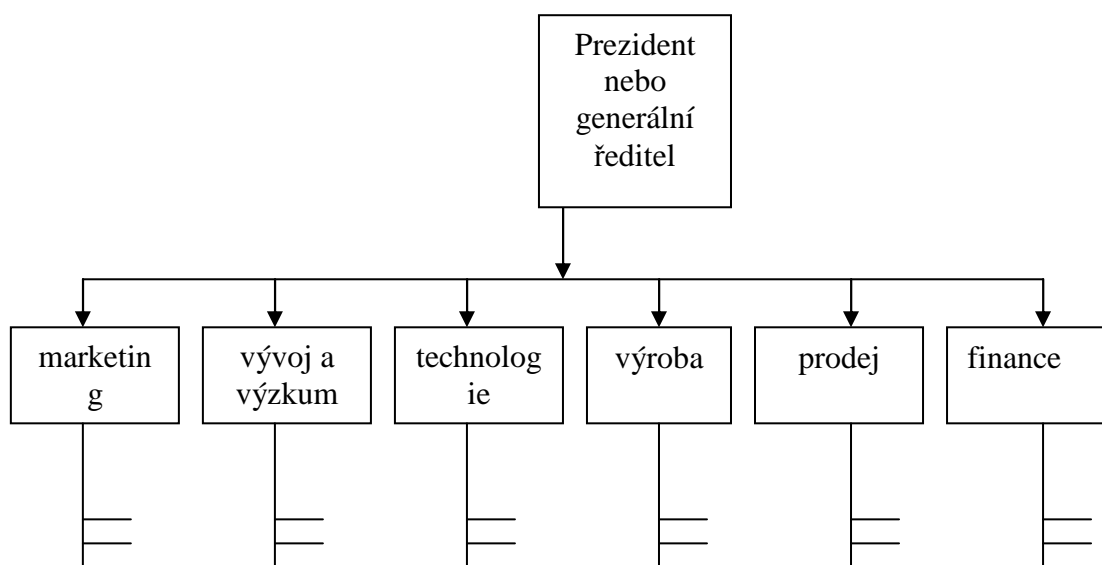 Prezident
nebo
generální
ředitel
marketin
g
vývoj a
výzkum
technolog
ie
výroba
prodej
finance